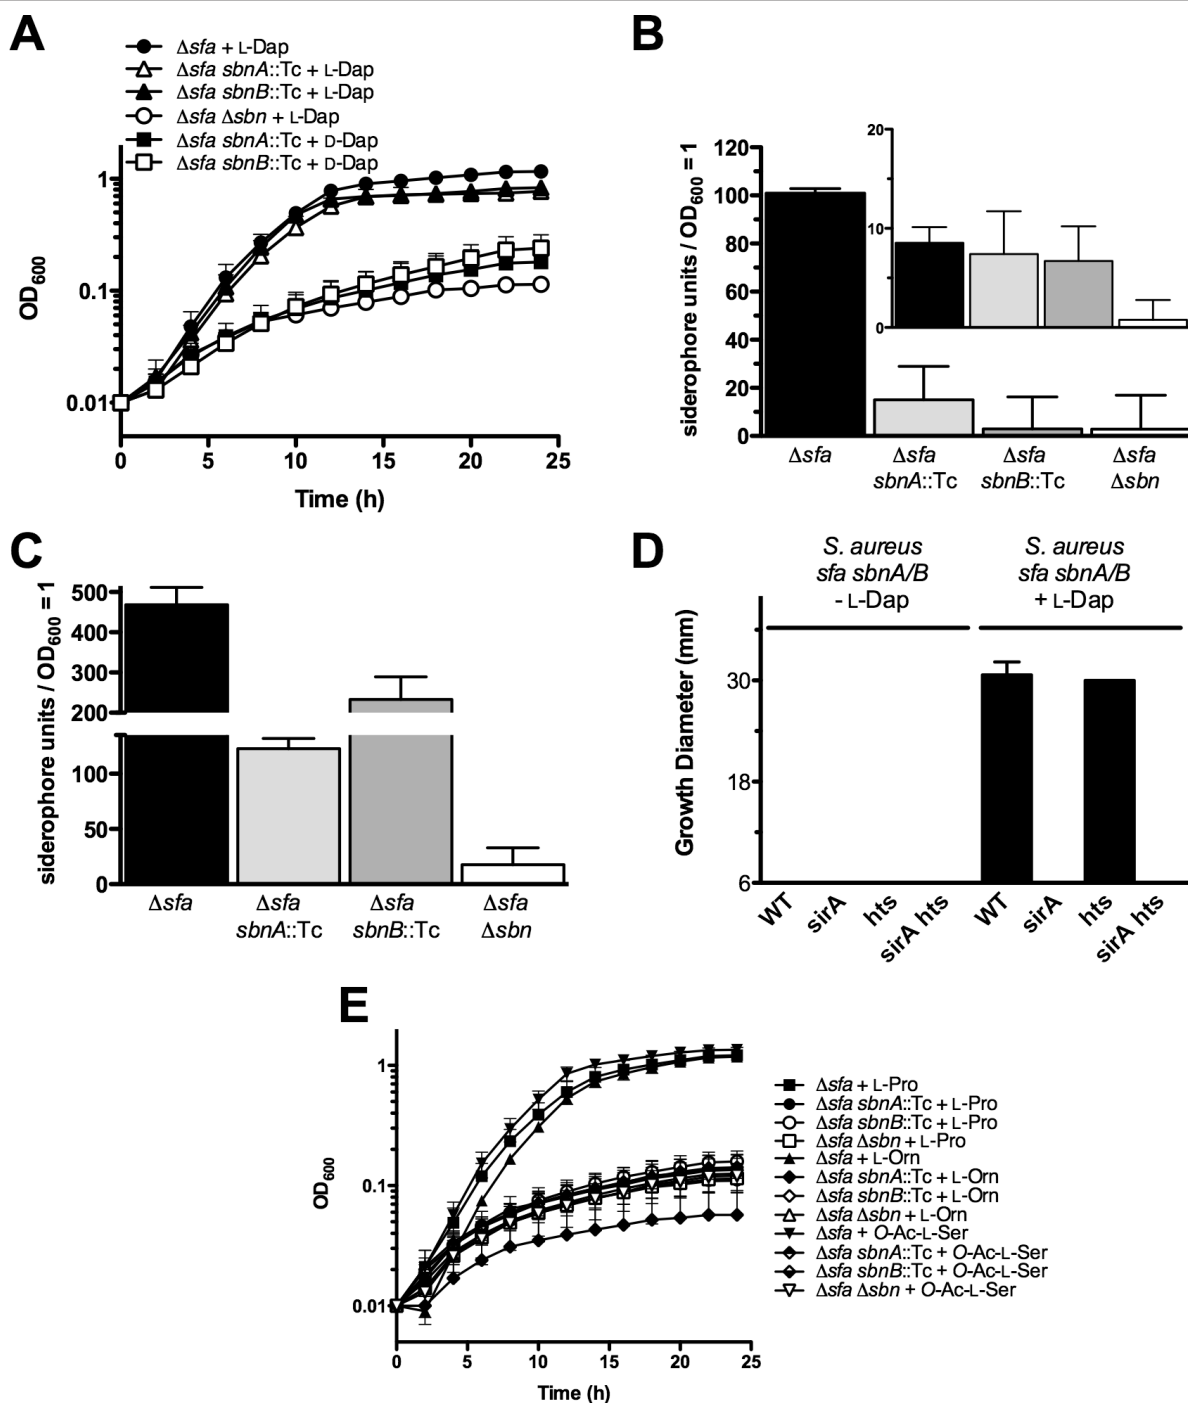 A
Δsfa + L-Dap
Δsfa sbnA::Tc + L-Dap
Δsfa sbnB::Tc + L-Dap
Δsfa Δsbn + L-Dap
Δsfa sbnA::Tc + D-Dap
Δsfa sbnB::Tc + D-Dap
OD600
1
0.1
0.01
0 5 10 15 20 25
Time (h)
B
siderophore units / OD600 = 1
120
100
80
60
40
20
0
20
10
0
Δsfa Δsfa Δsfa Δsfa
sbnA::Tc sbnB::Tc Δsbn
C
siderophore units / OD600 = 1
500
400
300
200
100
50
0
Δsfa Δsfa Δsfa Δsfa
sbnA::Tc sbnB::Tc Δsbn
D
S. aureus S. aureus
sfa sbnA/B sfa sbnA/B
- L-Dap + L-Dap
Growth Diameter (mm)
30
18
6
WT sirA hts sirA hts WT sirA hts sirA hts
E
OD600
1
0.1
0.01
0 5 10 15 20 25
Time (h)
Δsfa + L-Pro
Δsfa sbnA::Tc + L-Pro
Δsfa sbnB::Tc + L-Pro
Δsfa Δsbn + L-Pro
Δsfa + L-Orn
Δsfa sbnA::Tc + L-Orn
Δsfa sbnB::Tc + L-Orn
Δsfa Δsbn + L-Orn
Δsfa + O-Ac-L-Ser
Δsfa sbnA::Tc + O-Ac-L-Ser
Δsfa sbnB::Tc + O-Ac-L-Ser
Δsfa Δsbn + O-Ac-L-Ser